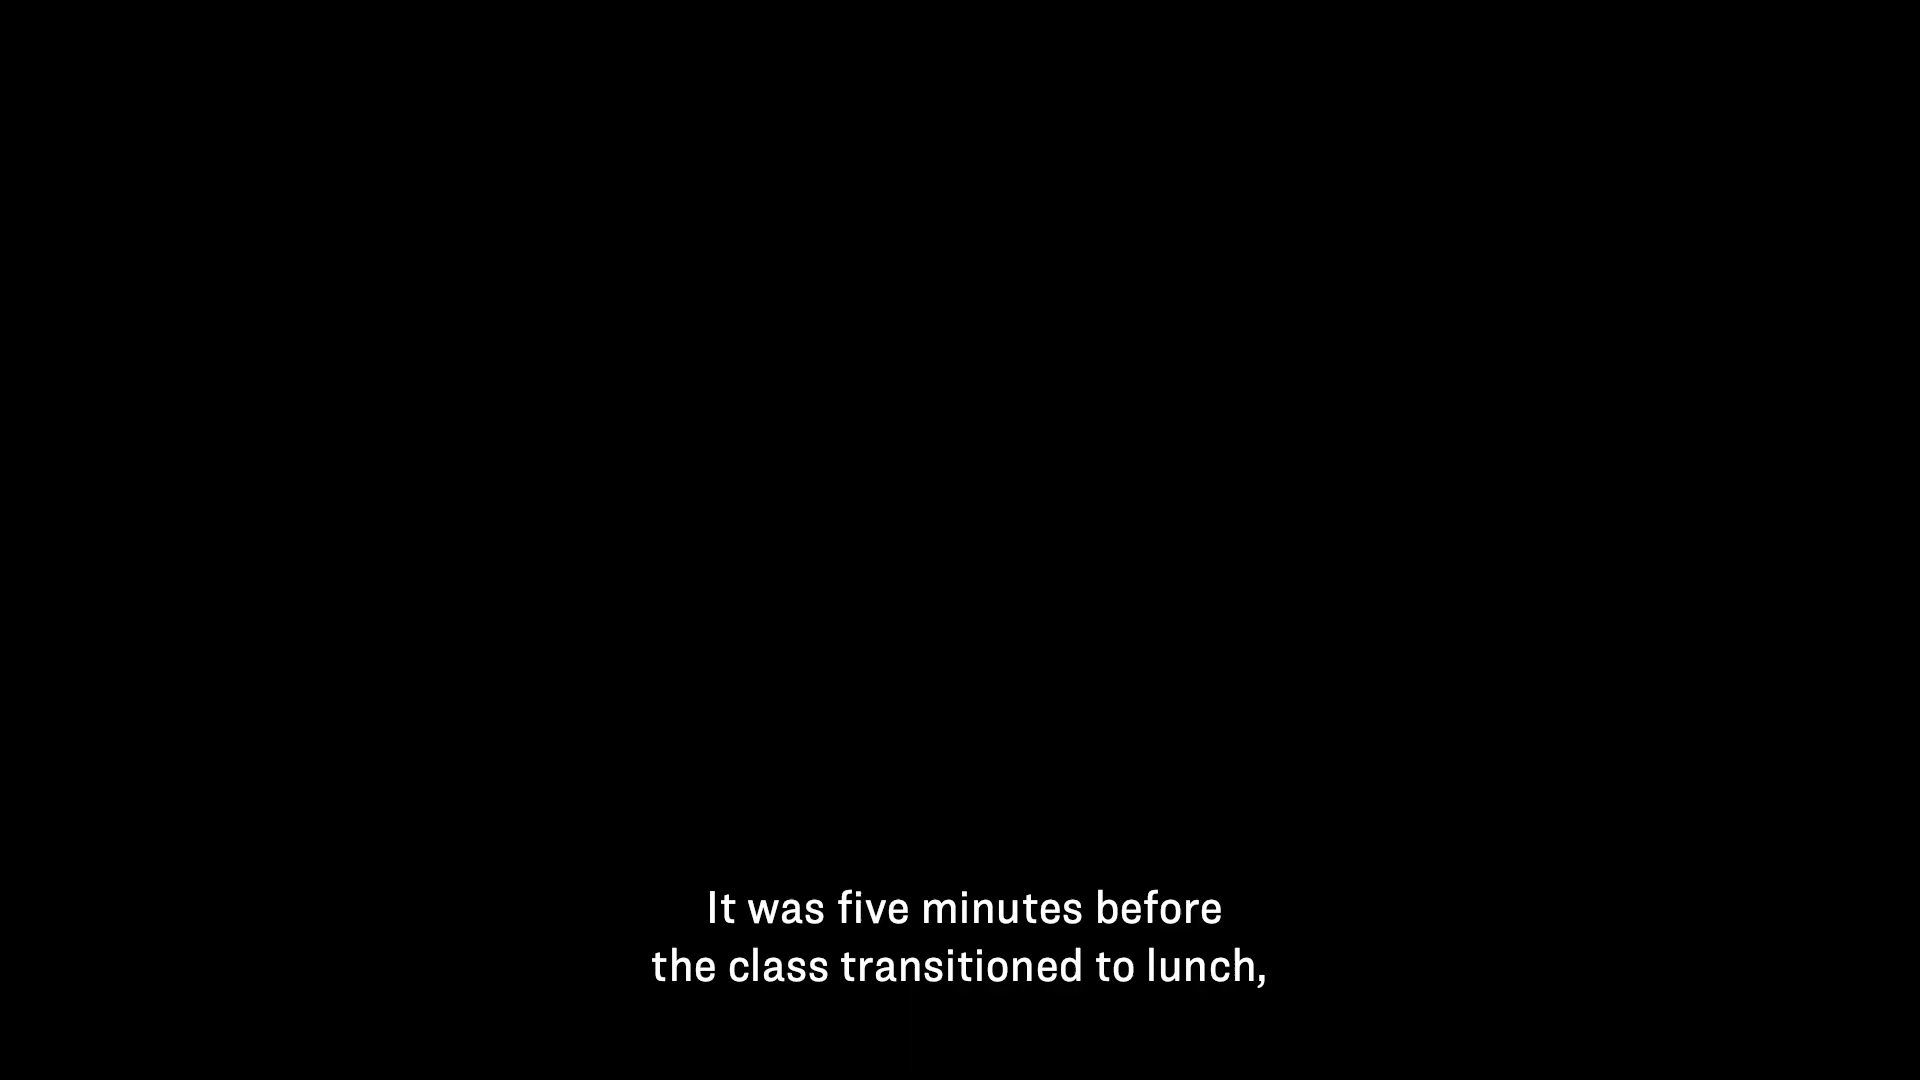 It was five minutes before
the class transitioned to lunch,